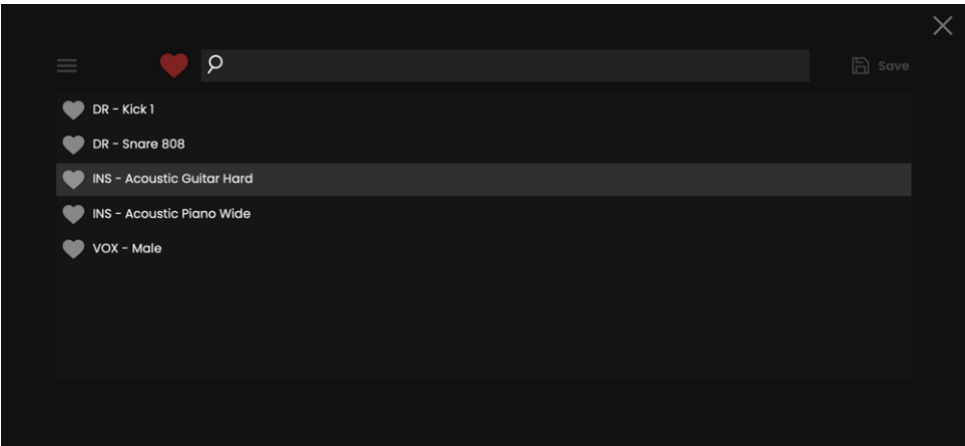 Save
DR - Kick 1
DR - Snare 808
INS - Acoustic Guitar Hard
INS - Acoustic Piano Wide
VOX - Male